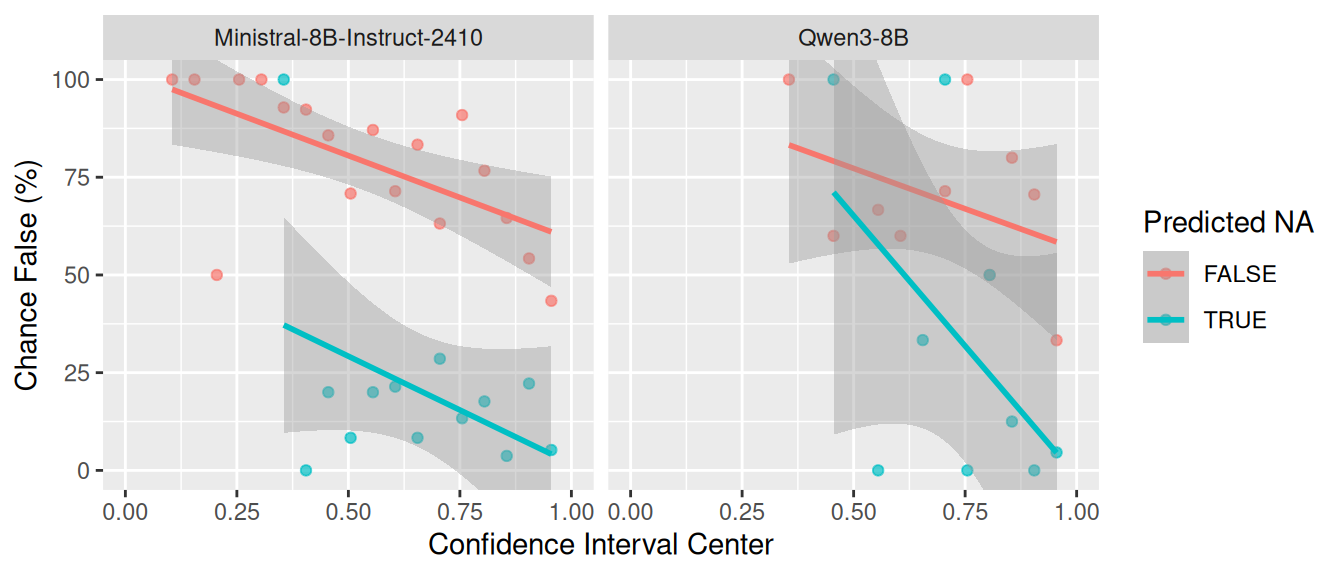 Ministral-8B-Instruct-2410
Qwen3-8B
Chance False (%)
100
75
50
25
0
0.00 0.25 0.50 0.75 1.00
0.00 0.25 0.50 0.75 1.00
Confidence Interval Center
Predicted NA
FALSE
TRUE